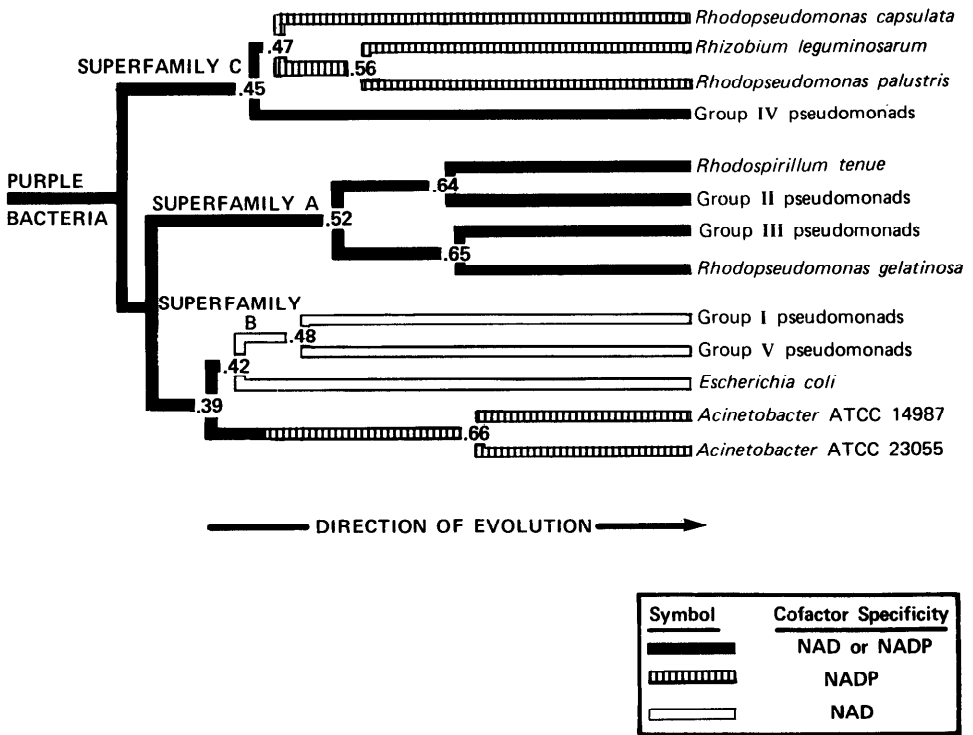 Rhodopseudomonas capsulata
.47
Rhizobium leguminosarum
SUPERFAMILY C
.56
.45
Rhodopseudomonas palustris
Group IV pseudomonads
Rhodospirillum tenue
PURPLE
BACTERIA
.64
SUPERFAMILY A
Group II pseudomonads
.52
Group III pseudomonads
.65
Rhodopseudomonas gelatinosa
SUPERFAMILY
B
Group I pseudomonads
.48
Group V pseudomonads
.42
Escherichia coli
.39
Acinetobacter ATCC 14987
.66
Acinetobacter ATCC 23055
DIRECTION OF EVOLUTION
Symbol Cofactor Specificity
NAD or NADP
NADP
NAD